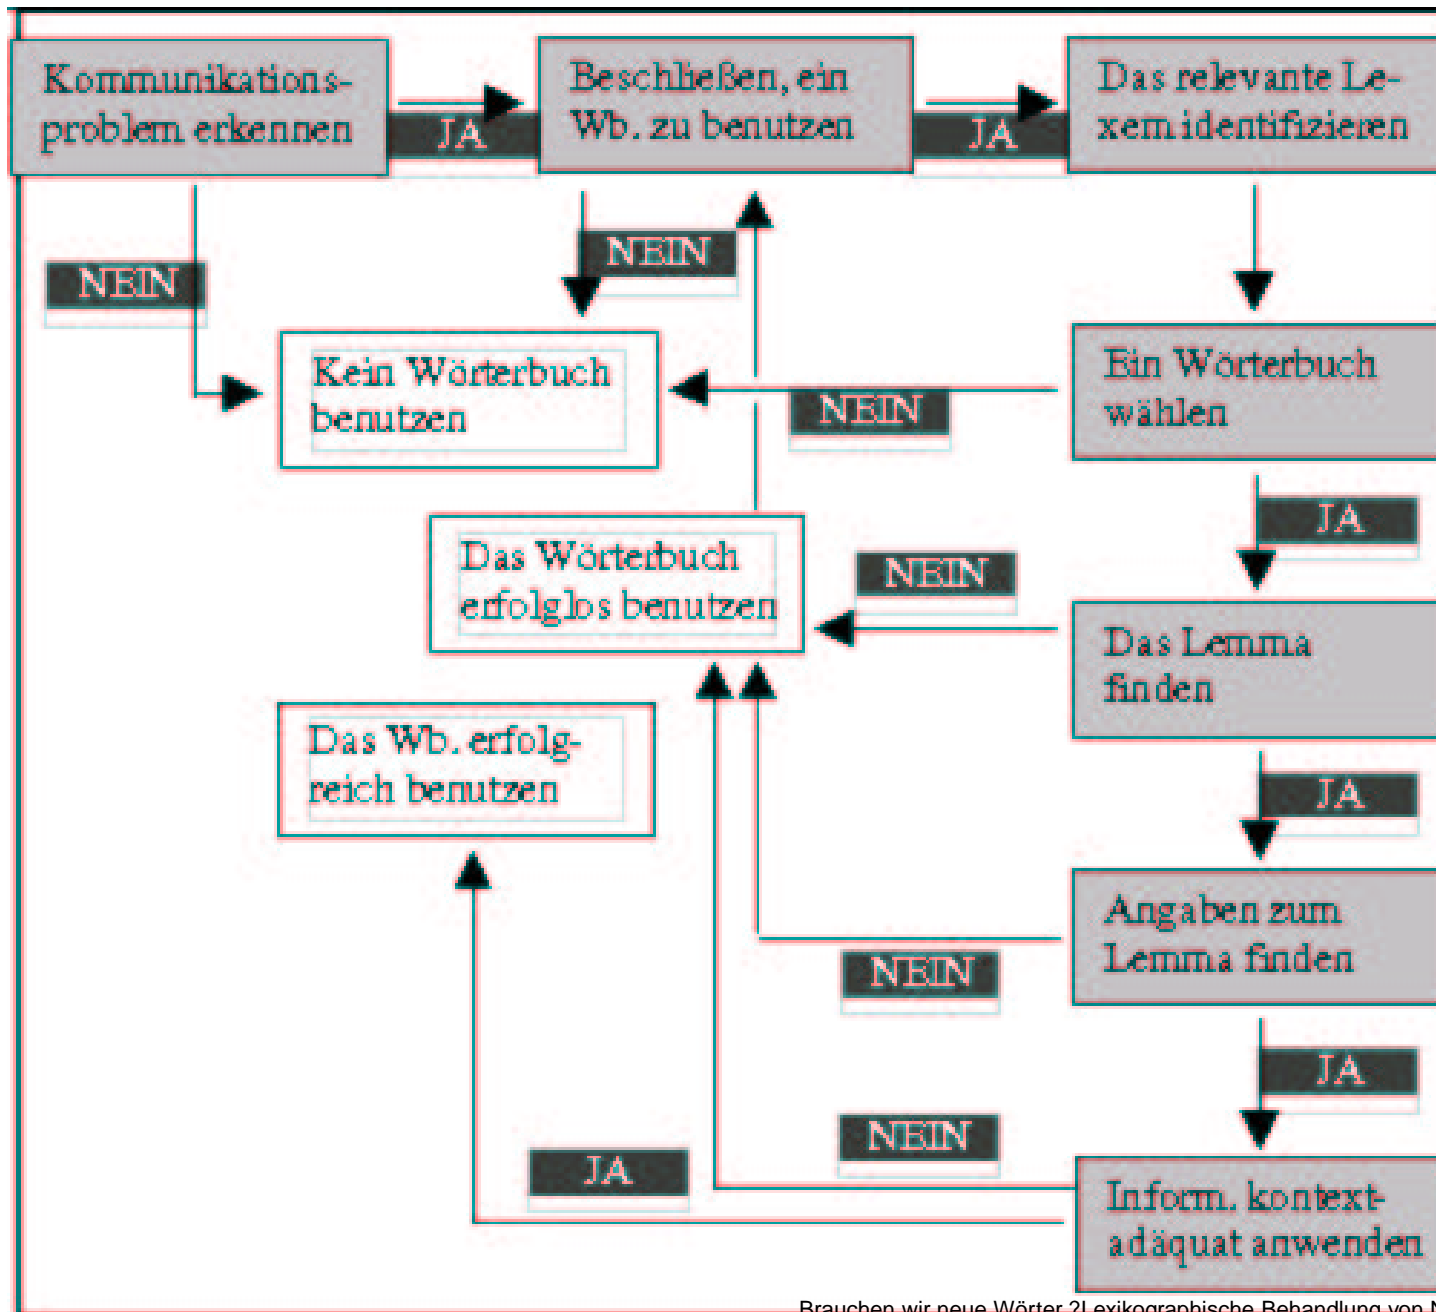 Kommunikations-
problem erkennen
JA
Beschließen, ein
Wb. zu benutzen
JA
Das relevante Le-
xem identifizieren
NEIN
NEIN
Kein Wörterbuch
benutzen
NEIN
Ein Wörterbuch
wählen
JA
Das Wörterbuch
erfolglos benutzen
NEIN
Das Lemma
finden
JA
Das Wb. erfolg-
reich benutzen
Angaben zum
Lemma finden
NEIN
JA
NEIN
JA
Inform. kontext-
adäquat anwenden
Brauchen wir neue Wörter ?Lexikographische Behandlung von